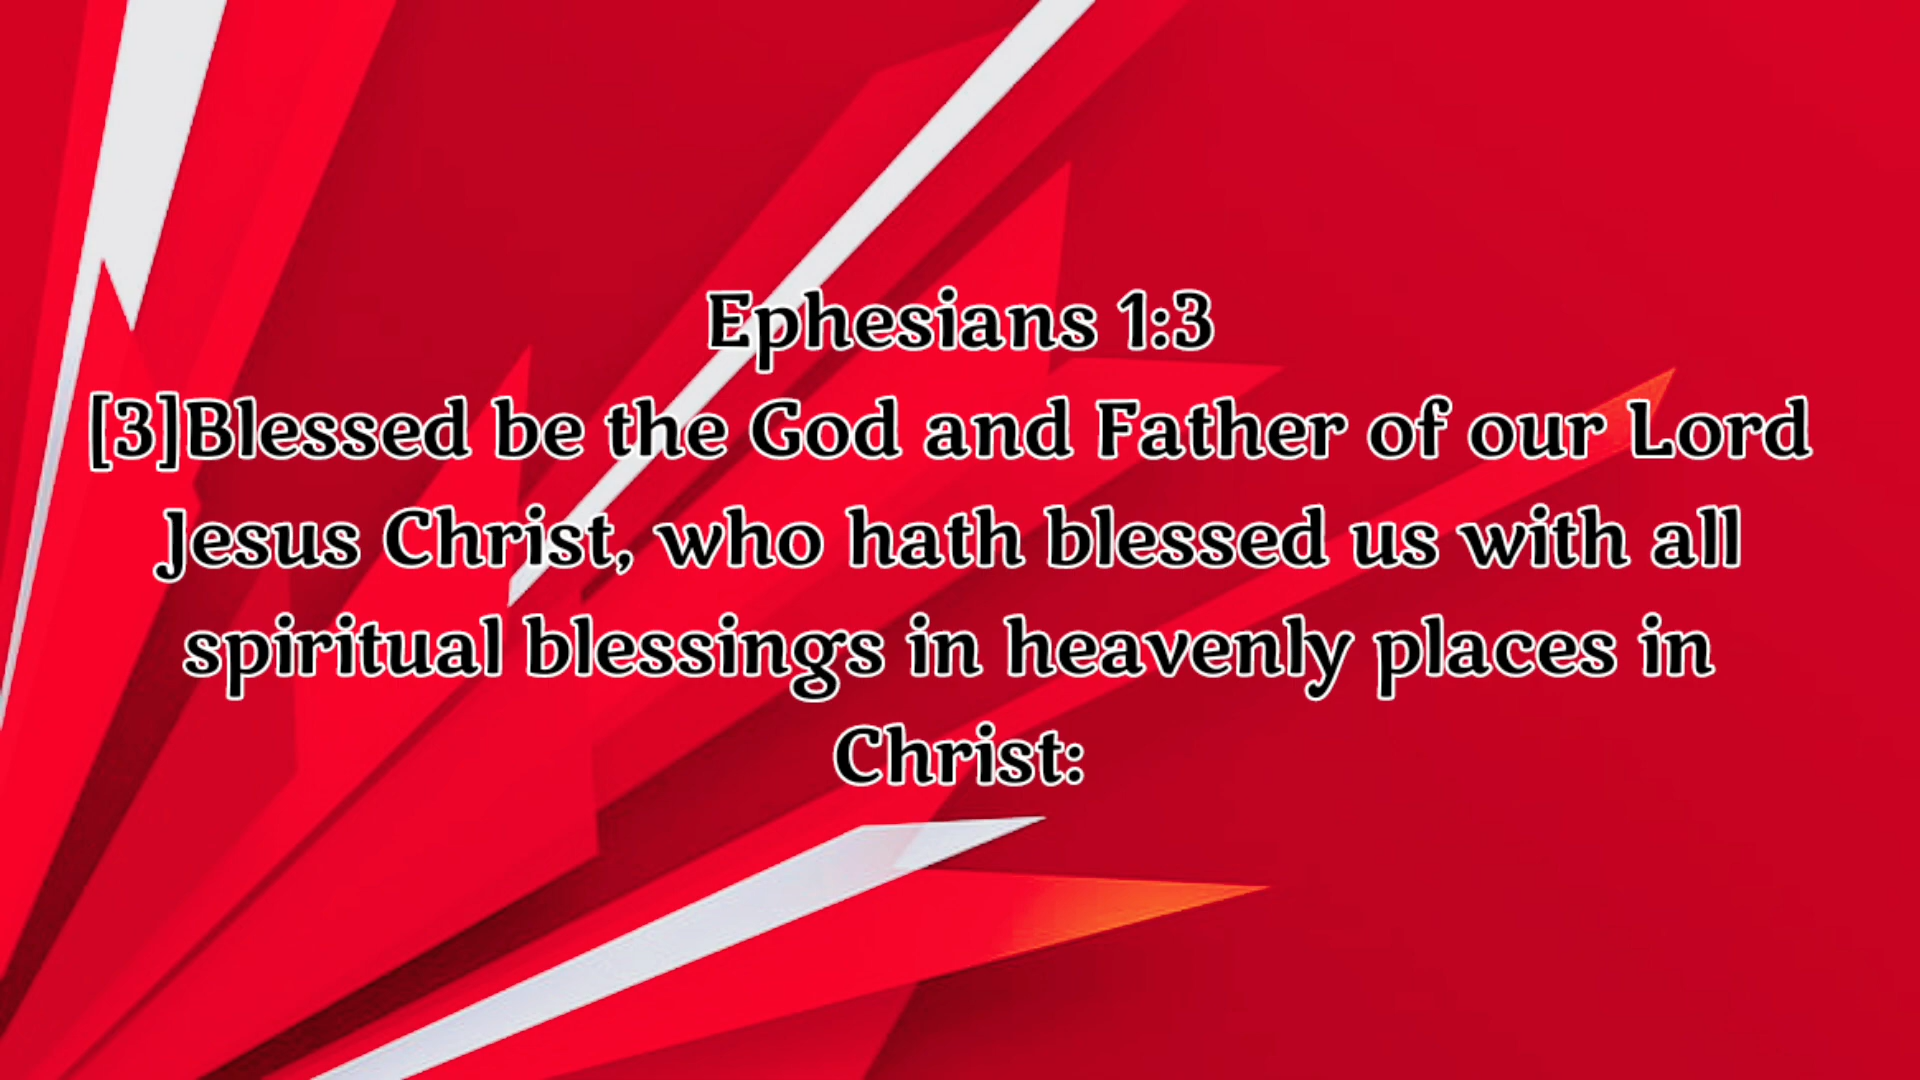 Ephesians 1:3
[3]Blessed be the God and Father of our Lord
Jesus Christ, who hath blessed us with all
spiritual blessings in heavenly places in
Christ: